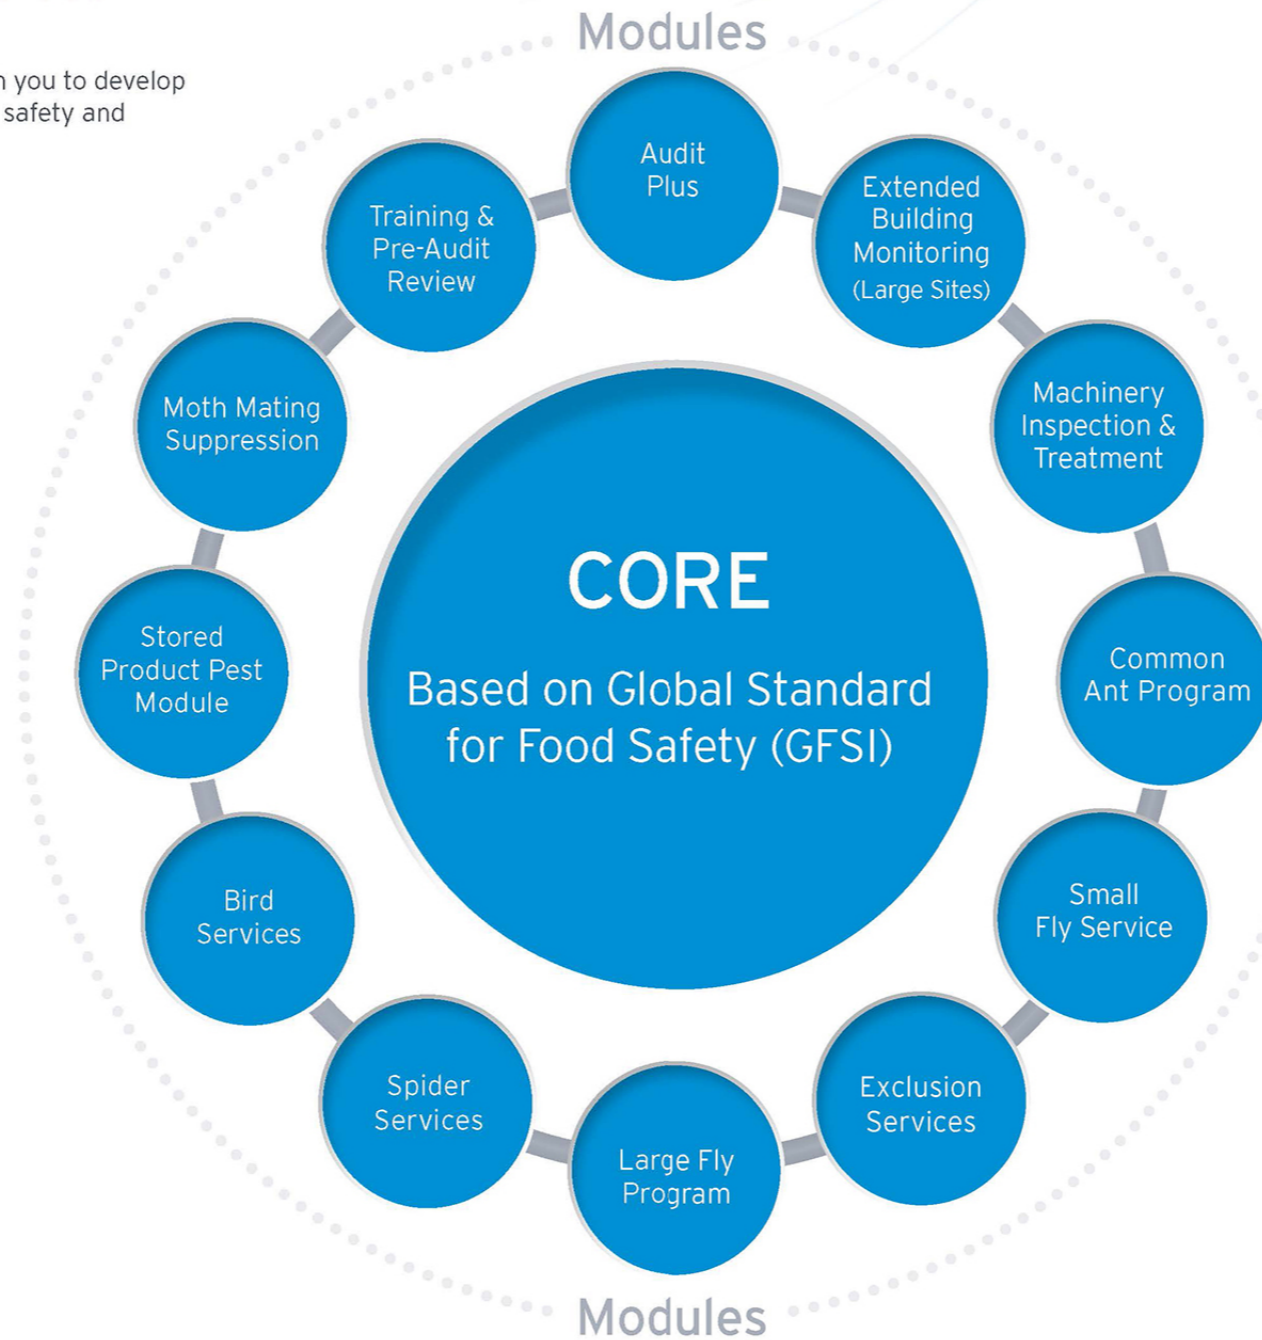 Modules
n you to develop
safety and
Audit
Plus
Extended
Building
Monitoring
(Large Sites)
Machinery
Inspection &
Treatment
Common
Ant Program
Small
Fly Service
Exclusion
Services
Large Fly
Program
Spider
Services
Bird
Services
Stored
Product Pest
Module
Moth Mating
Suppression
Training &
Pre-Audit
Review
CORE
Based on Global Standard
for Food Safety (GFSI)
Modules